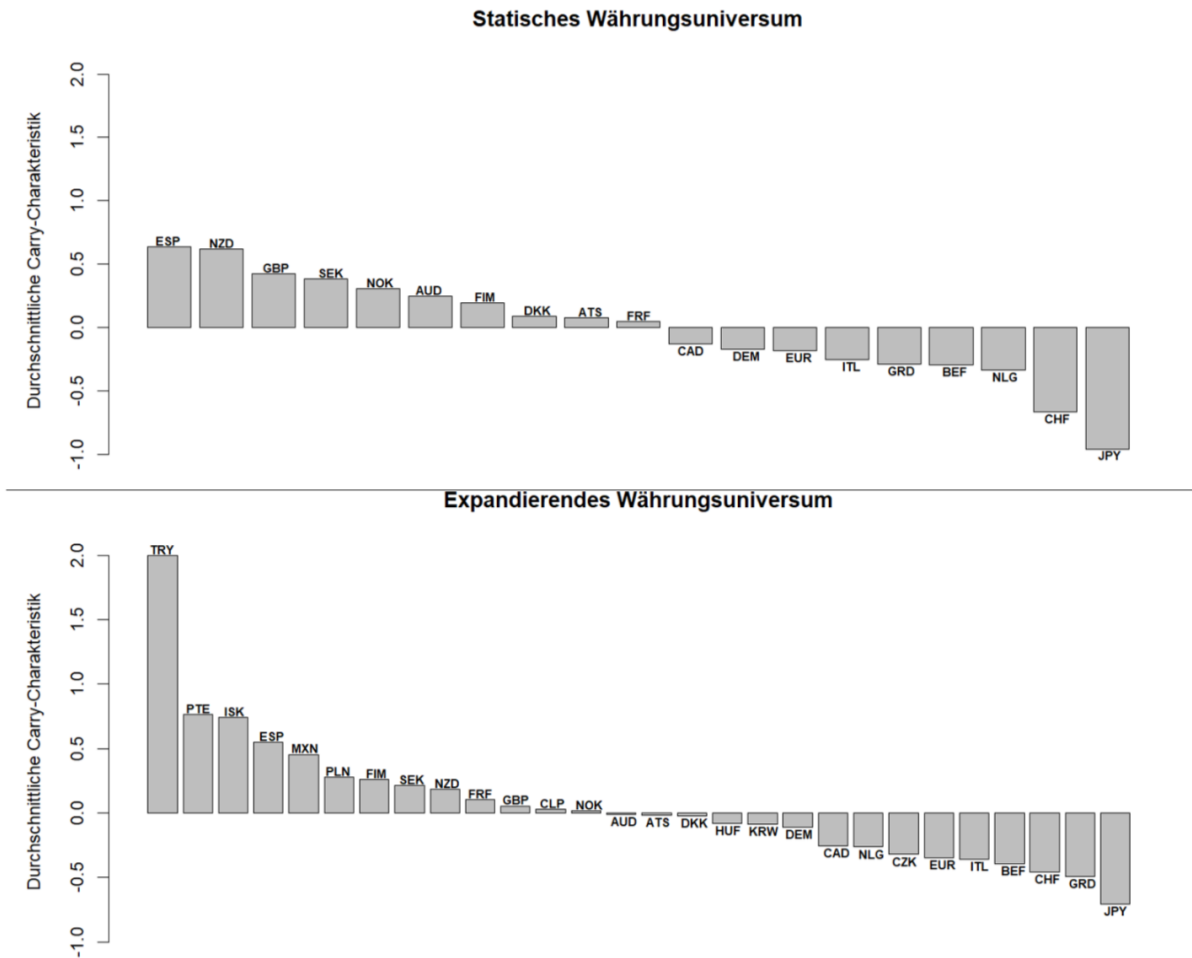 Statisches Währungsuniversum
Durchschnittliche Carry-Charakteristik
2.0
1.5
1.0
0.5
0.0
-0.5
-1.0
ESP NZD GBP SEK NOK AUD FIM DKK ATS FRF CAD DEM EUR ITL GRD BEF NLG CHF JPY
Expandierendes Währungsuniversum
Durchschnittliche Carry-Charakteristik
2.0
1.5
1.0
0.5
0.0
-0.5
-1.0
TRY PTE ISK ESP MXN PLN FIM SEK NZD FRF GBP CLP NOK AUD ATS DKK HUF KRW DEM CAD NLG CZK EUR ITL BEF CHF GRD JPY